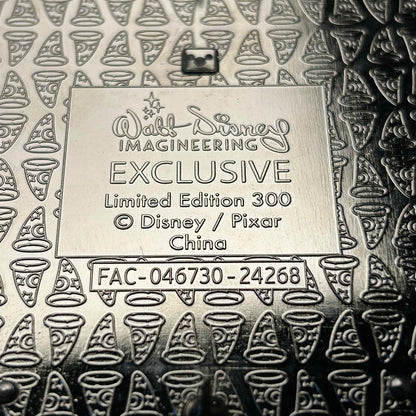 Walt Disney
IMAGINEERING
EXCLUSIVE
Limited Edition 300
© Disney / Pixar
China
FAC-046730-24268